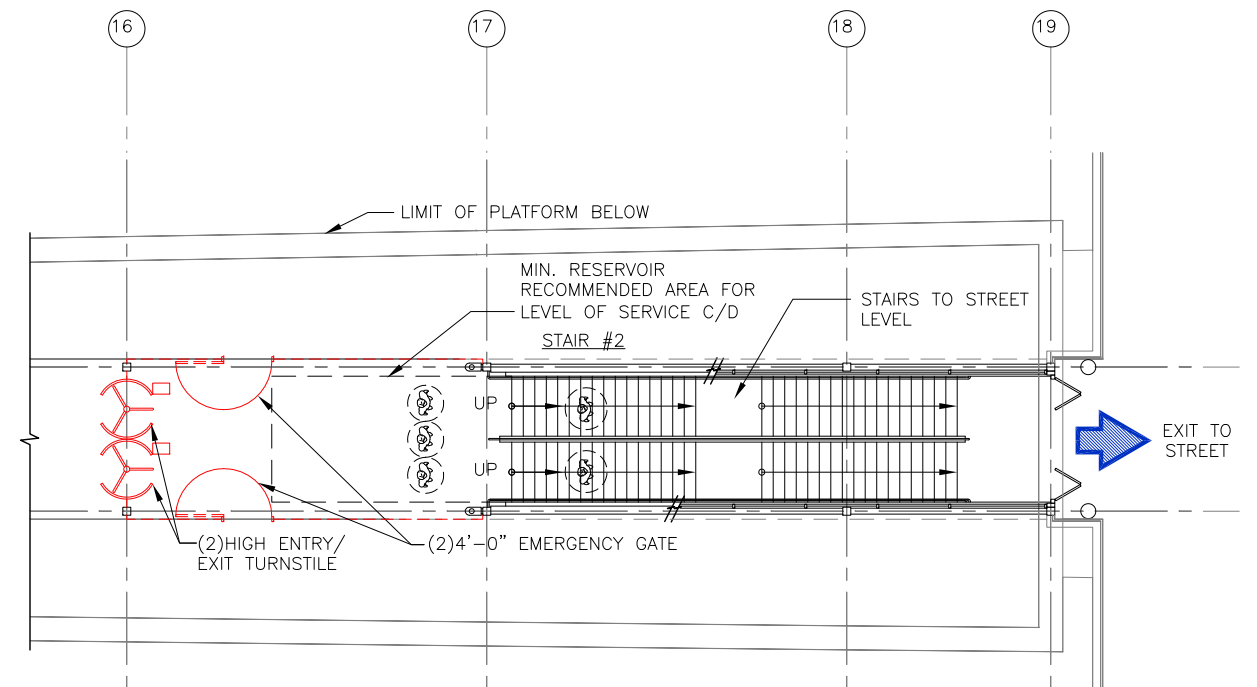 16
17
18
19
LIMIT OF PLATFORM BELOW
MIN. RESERVOIR
RECOMMENDED AREA FOR
LEVEL OF SERVICE C/D
STAIR #2
STAIRS TO STREET
LEVEL
UP
UP
EXIT TO
STREET
(2)HIGH ENTRY/
EXIT TURNSTILE
(2)4'-0" EMERGENCY GATE